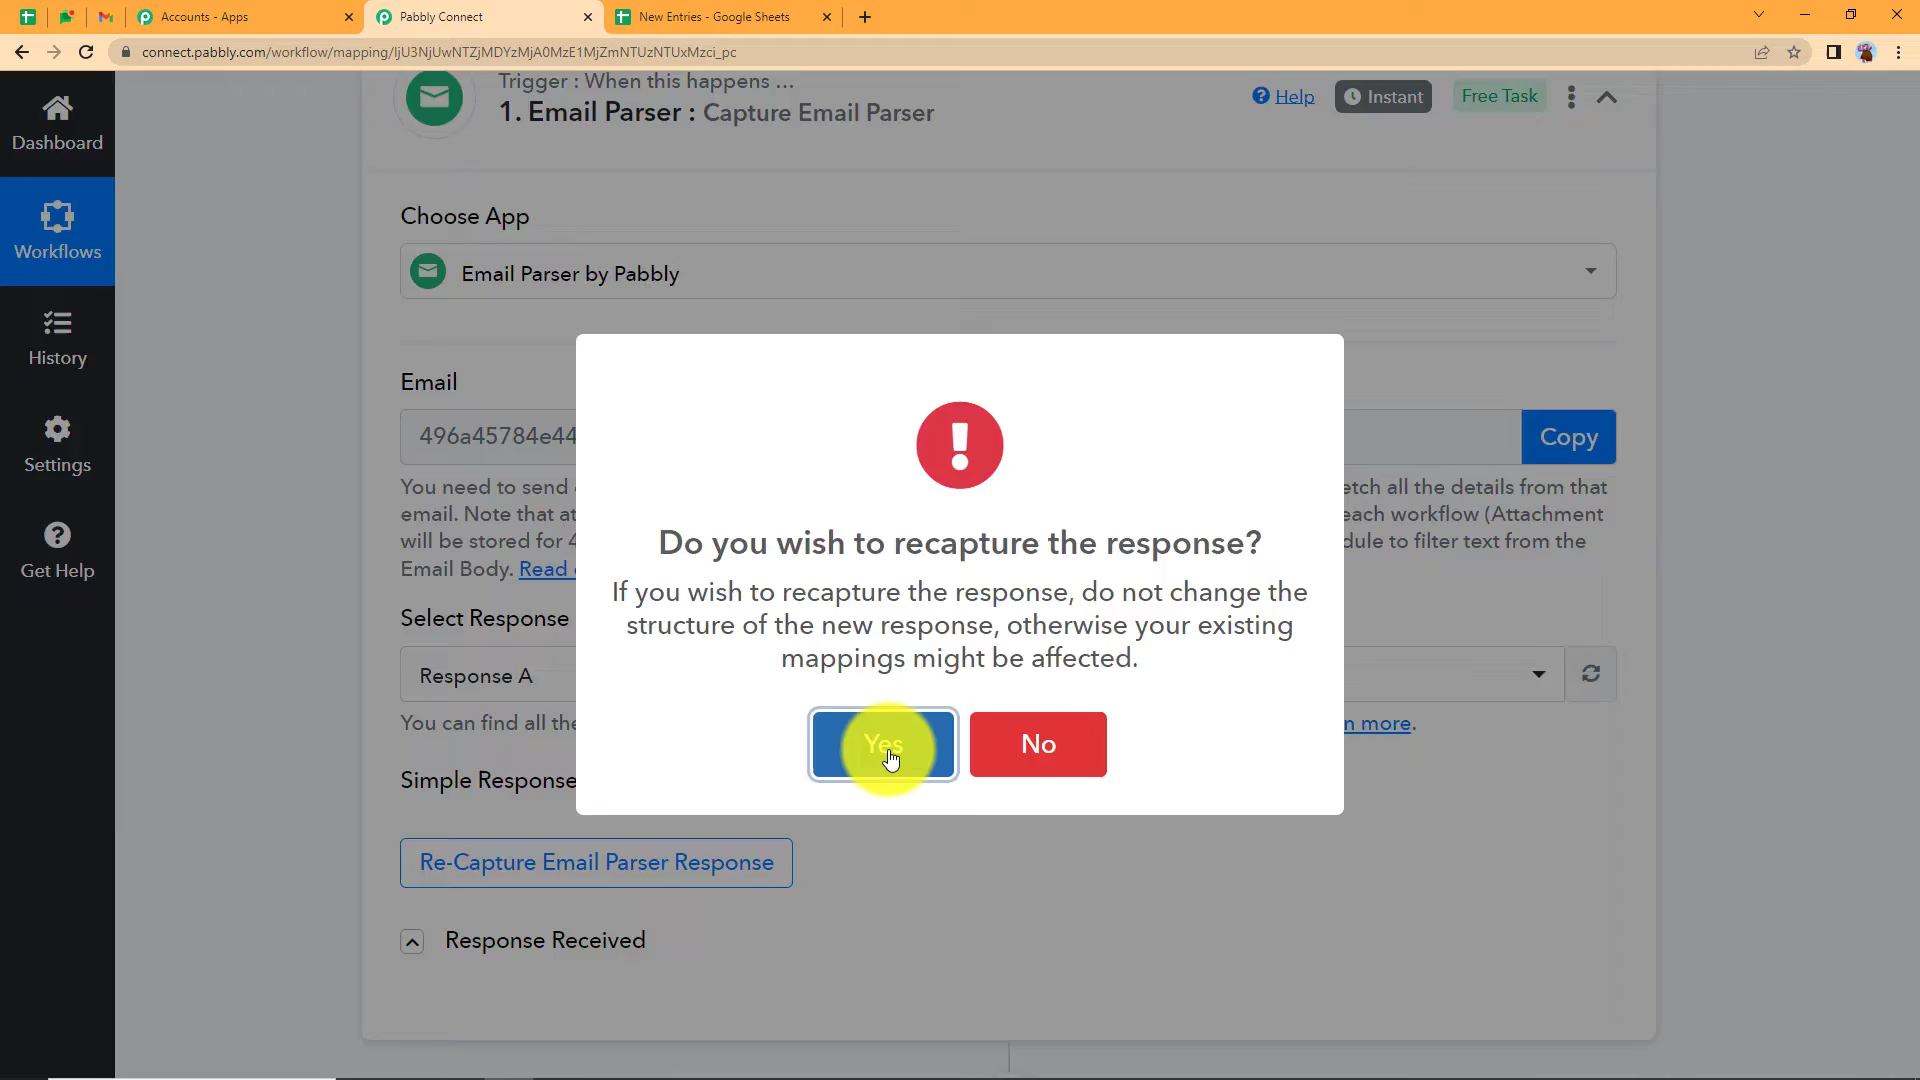 Accounts - Apps
Pabbly Connect
New Entries - Google Sheets
connect.pabbly.com/workflow/mapping/IjU3NjUwNTZjMDYzMjA0MzE1MjZmNTUzNTUxMzci_pc
Dashboard
Workflows
History
Settings
Get Help
Trigger : When this happens ...
1. Email Parser : Capture Email Parser
Help
Instant
Free Task
Choose App
Email Parser by Pabbly
Email
496a45784e44
Copy
You need to send
etch all the details from that
email. Note that at
each workflow (Attachment
will be stored for 4
dule to filter text from the
Email Body. Read
Select Response
Response A
You can find all the
n more.
Simple Response
Re-Capture Email Parser Response
Response Received
Do you wish to recapture the response?
If you wish to recapture the response, do not change the
structure of the new response, otherwise your existing
mappings might be affected.
Yes
No